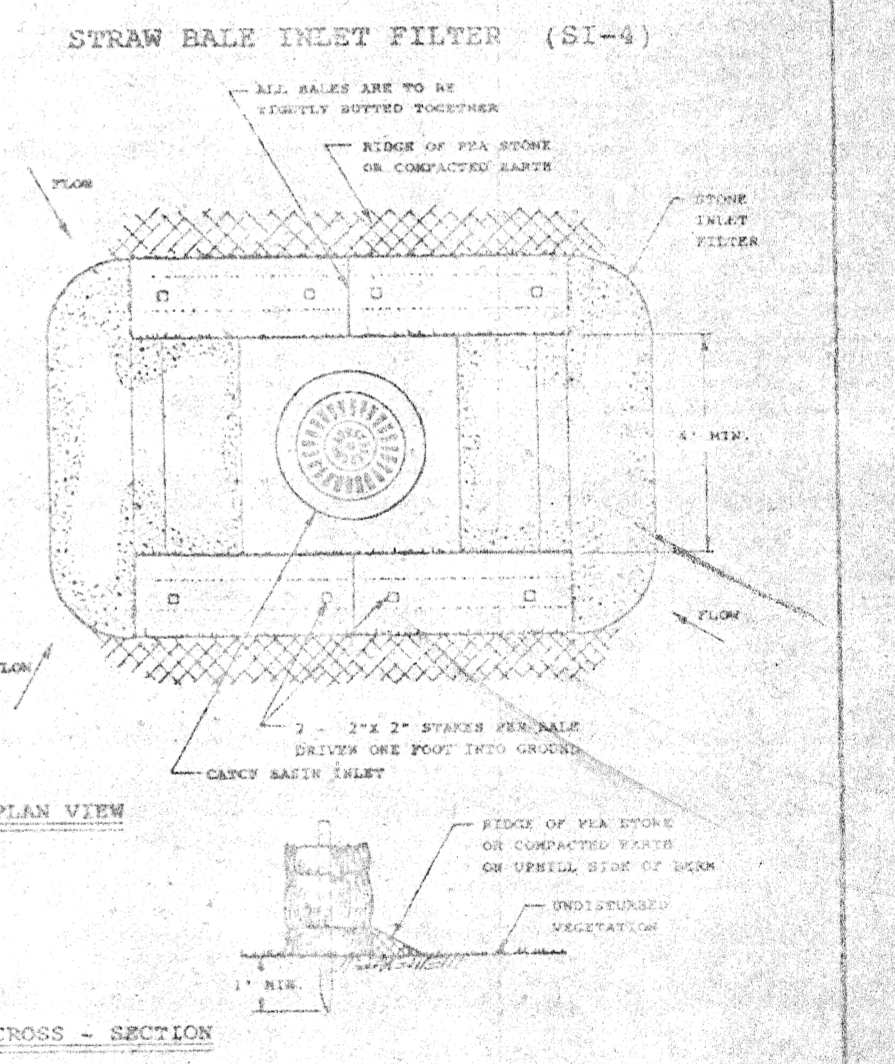 STRAW BALE INLET FILTER (SI-4)
ALL BALES ARE TO BE
TIGHTLY BUTTED TOGETHER
RIDGE OF PEA STONE
OR COMPACTED EARTH
FLOW
STONE
INLET
FILTER
4' MIN.
FLOW
FLOW
2 - 2"X 2" STAKES PER BALE
DRIVEN ONE FOOT INTO GROUND
CATCH BASIN INLET
PLAN VIEW
RIDGE OF PEA STONE
OR COMPACTED EARTH
ON UPHILL SIDE OF BERM
UNDISTURBED
VEGETATION
1' MIN.
CROSS - SECTION